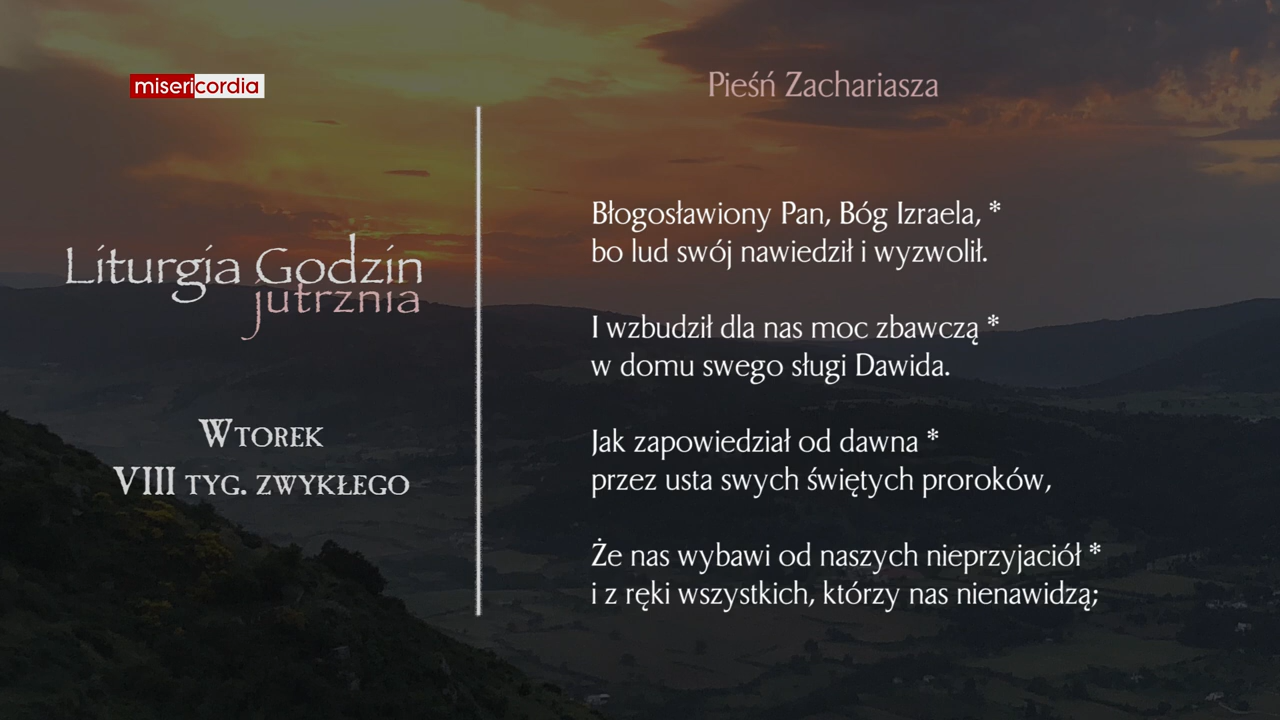 misericordia
Liturgia Godzin
jutrznia
Wtorek
VIII tyg. zwykłego
Pieśń Zachariasza
Błogosławiony Pan, Bóg Izraela, *
bo lud swój nawiedził i wyzwolił.
I wzbudził dla nas moc zbawczą *
w domu swego sługi Dawida.
Jak zapowiedział od dawna *
przez usta swych świętych proroków,
Że nas wybawi od naszych nieprzyjaciół *
i z ręki wszystkich, którzy nas nienawidzą;